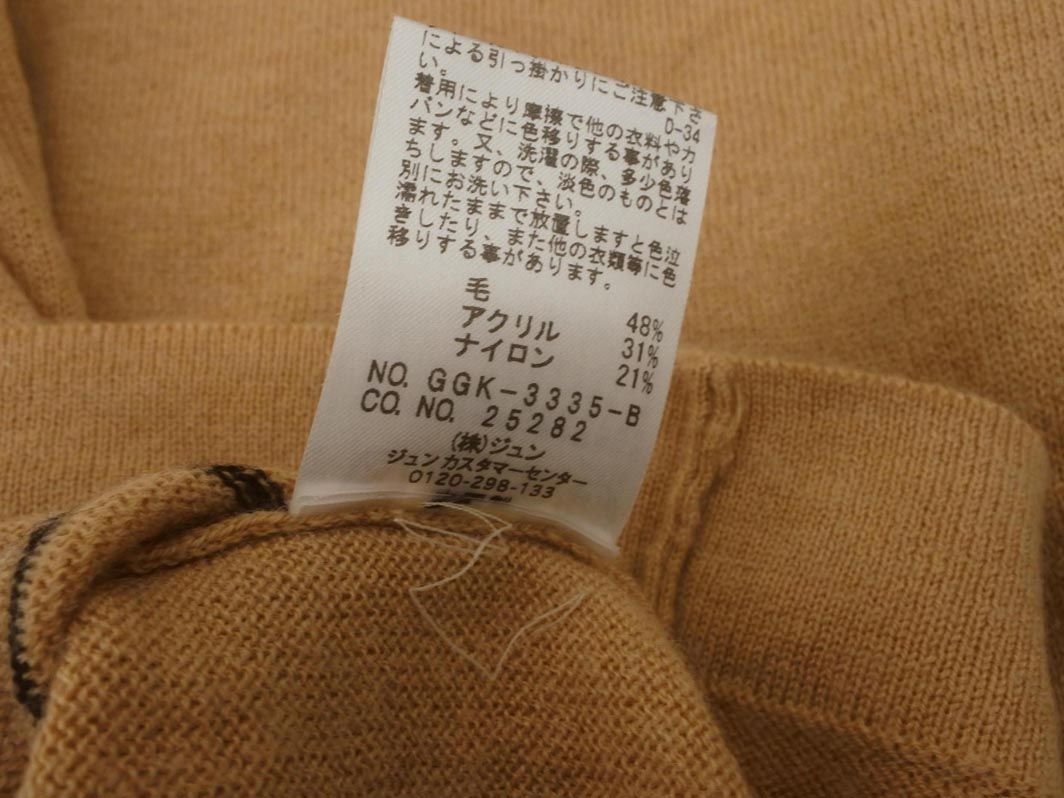 による引っ掛かりにご注意下さ
い。
D-34
着用により摩擦で他の衣料やカ
バンなどに色移りする事があり
ます。又、洗濯の際、多少色落
ちしますので、淡色のものとは
別にお洗い下さい。
濡れたままで放置しますと色泣
きしたり、また他の衣類等に色
移りする事があります。
毛 48%
アクリル 31%
ナイロン 21%
NO. GGK-3335-B
CO. NO. 25282
(株)ジュン
ジュン カスタマーセンター
0120-298-133